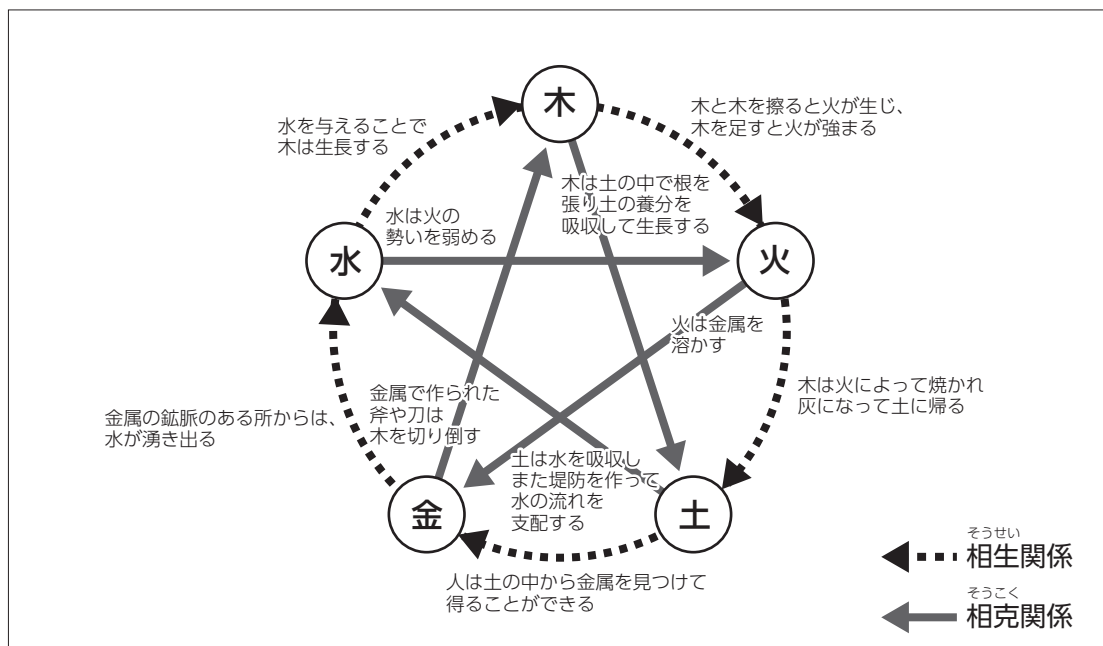 木
木と木を擦ると火が生じ、
木を足すと火が強まる
水を与えることで
木は生長する
木は土の中で根を
張り土の養分を
吸収して生長する
水は火の
勢いを弱める
水
火
火は金属を
溶かす
木は火によって焼かれ
灰になって土に帰る
金属で作られた
斧や刀は
木を切り倒す
金属の鉱脈のある所からは、
水が湧き出る
土は水を吸収し
また堤防を作って
水の流れを
支配する
金
土
人は土の中から金属を見つけて
得ることができる
そうせい
相生関係
そうこく
相克関係